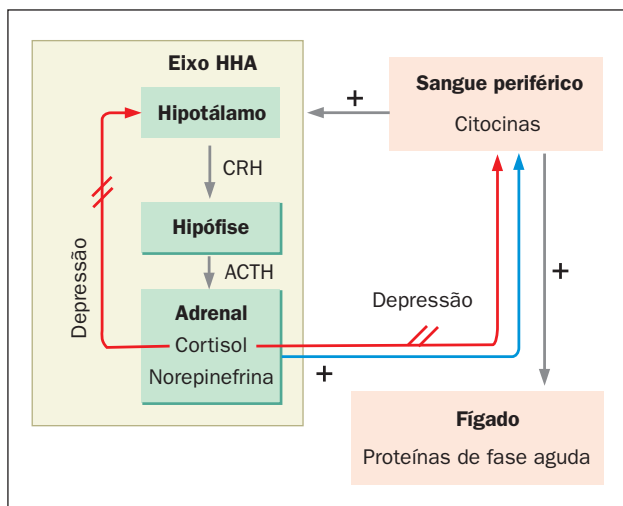 Eixo HHA
Hipotálamo
CRH
Hipófise
ACTH
Adrenal
Cortisol
Norepinefrina
Depressão
Depressão
+
+
+
Sangue periférico
Citocinas
Fígado
Proteínas de fase aguda